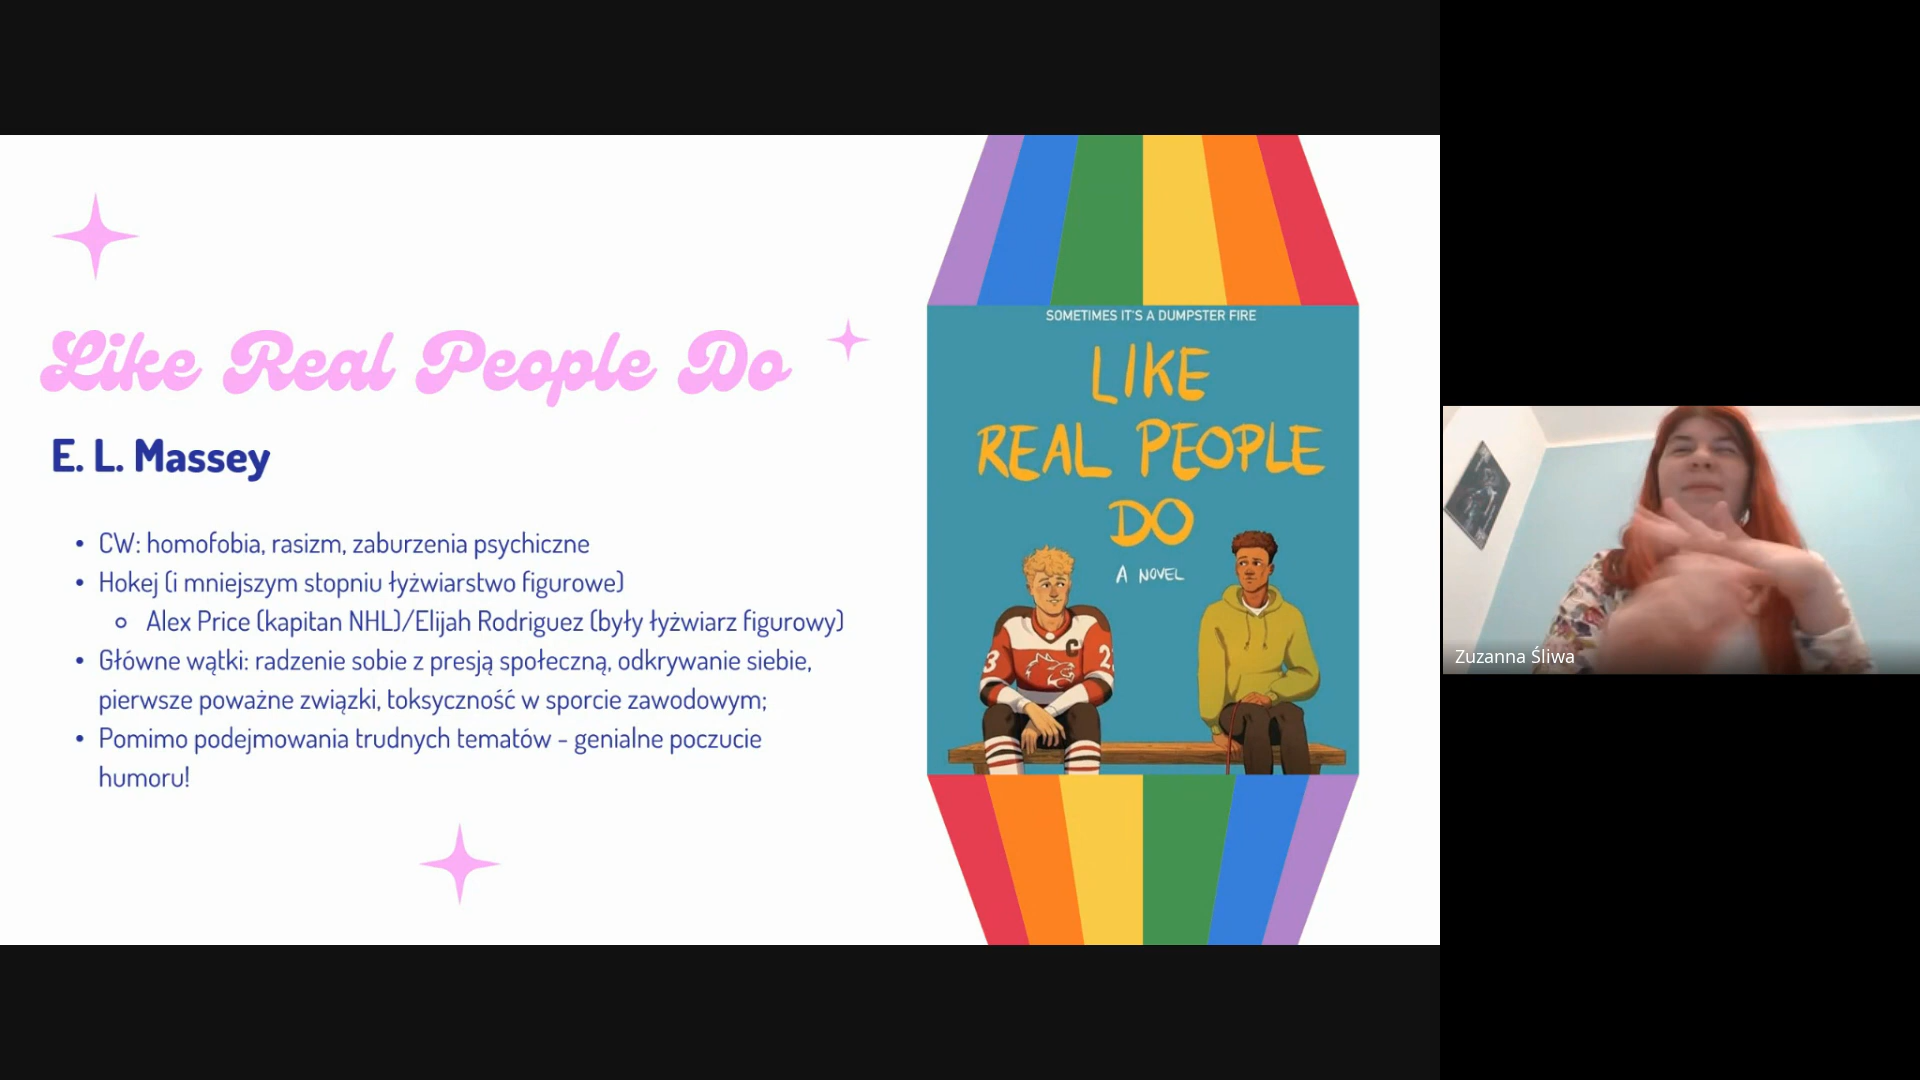 Like Real People Do
E. L. Massey
• CW: homofobia, rasizm, zaburzenia psychiczne
• Hokej (i mniejszym stopniu łyżwiarstwo figurowe)
○ Alex Price (kapitan NHL)/Elijah Rodriguez (były łyżwiarz figurowy)
• Główne wątki: radzenie sobie z presją społeczną, odkrywanie siebie,
pierwsze poważne związki, toksyczność w sporcie zawodowym;
• Pomimo podejmowania trudnych tematów - genialne poczucie
humoru!
SOMETIMES IT'S A DUMPSTER FIRE
LIKE
REAL PEOPLE
DO
A NOVEL
C
3 2
Zuzanna Śliwa